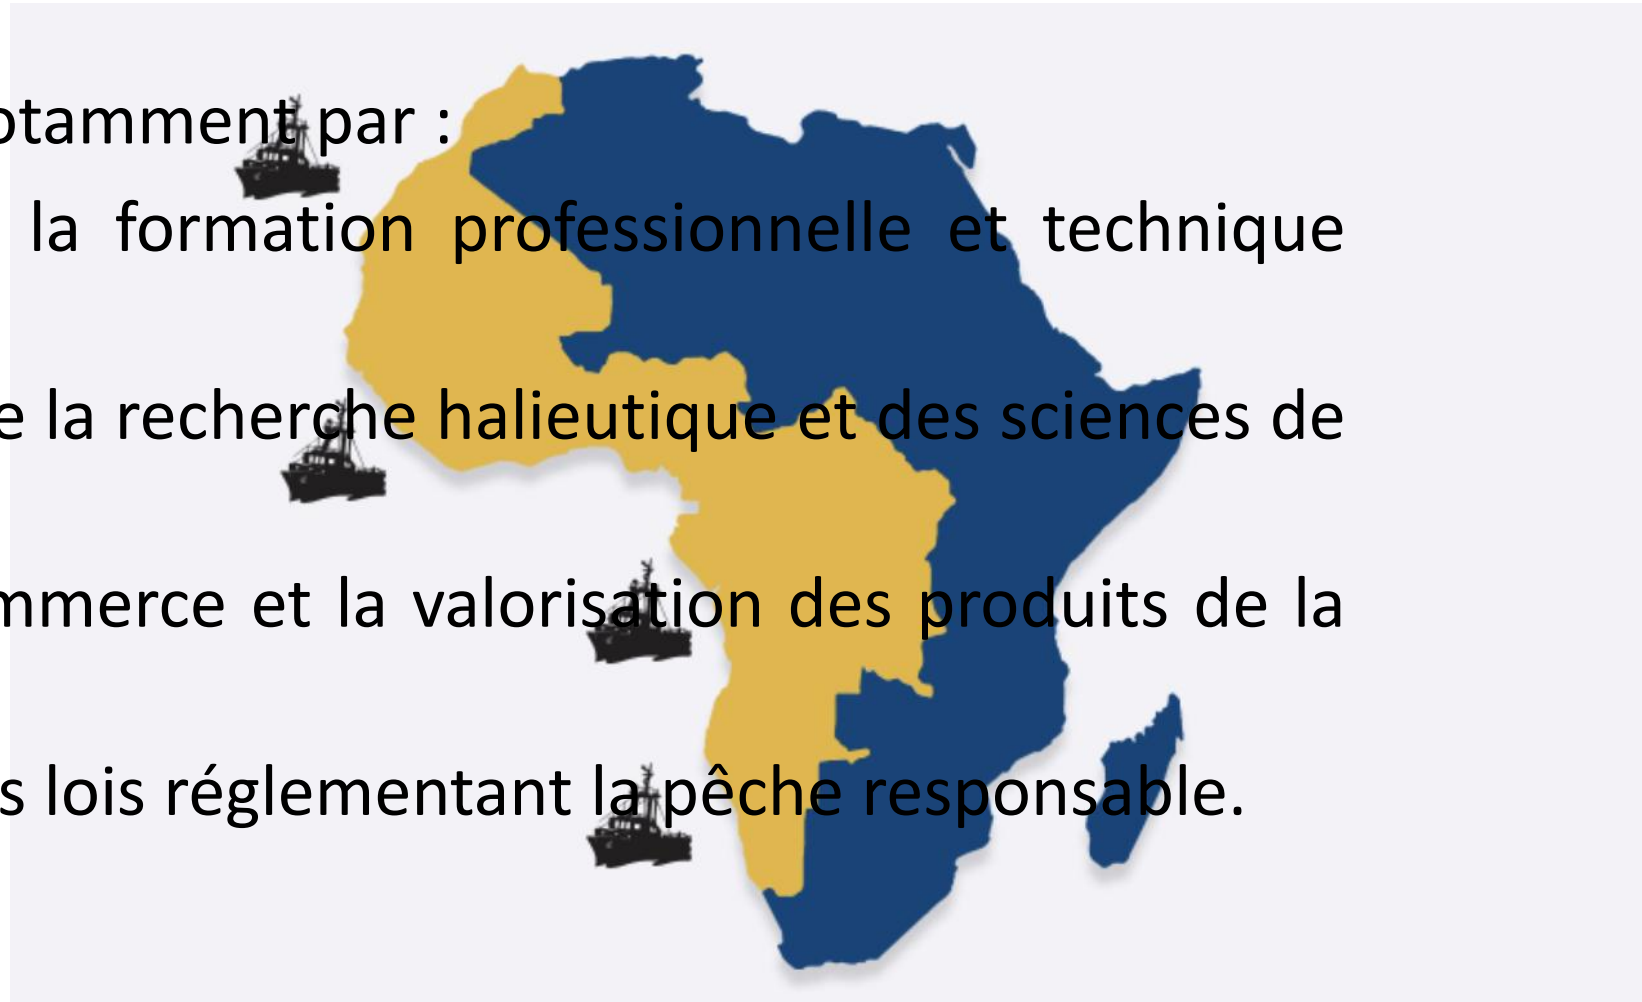 otamment par :
la formation professionnelle et technique
e la recherche halieutique et des sciences de
mmerce et la valorisation des produits de la
s lois réglementant la pêche responsable.